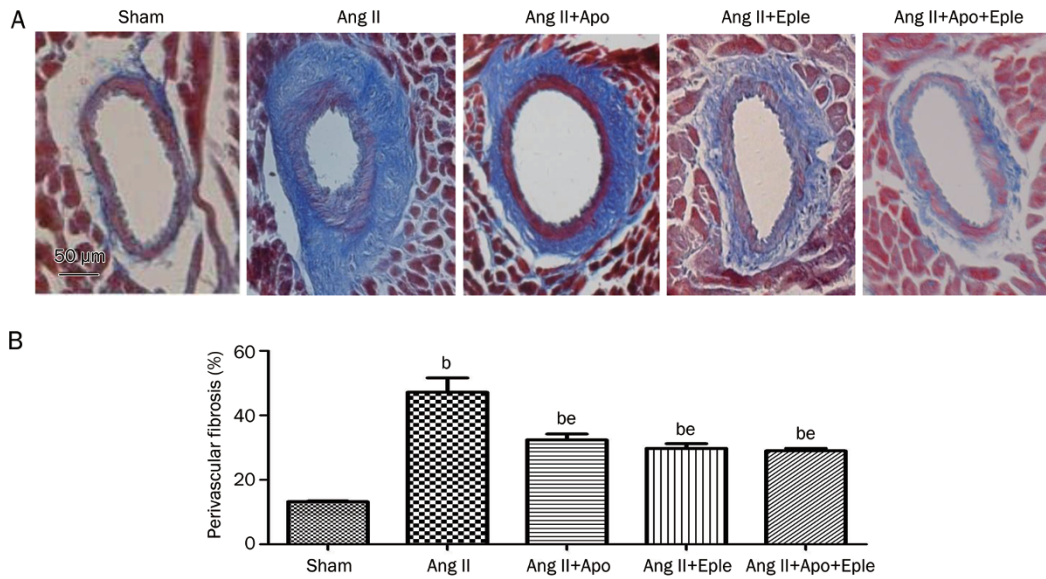 A
Sham
Ang II
Ang II+Apo
Ang II+Eple
Ang II+Apo+Eple
50 μm
B
Perivascular fibrosis (%)
60
40
20
0
b
be
be
be
Sham
Ang II
Ang II+Apo
Ang II+Eple
Ang II+Apo+Eple